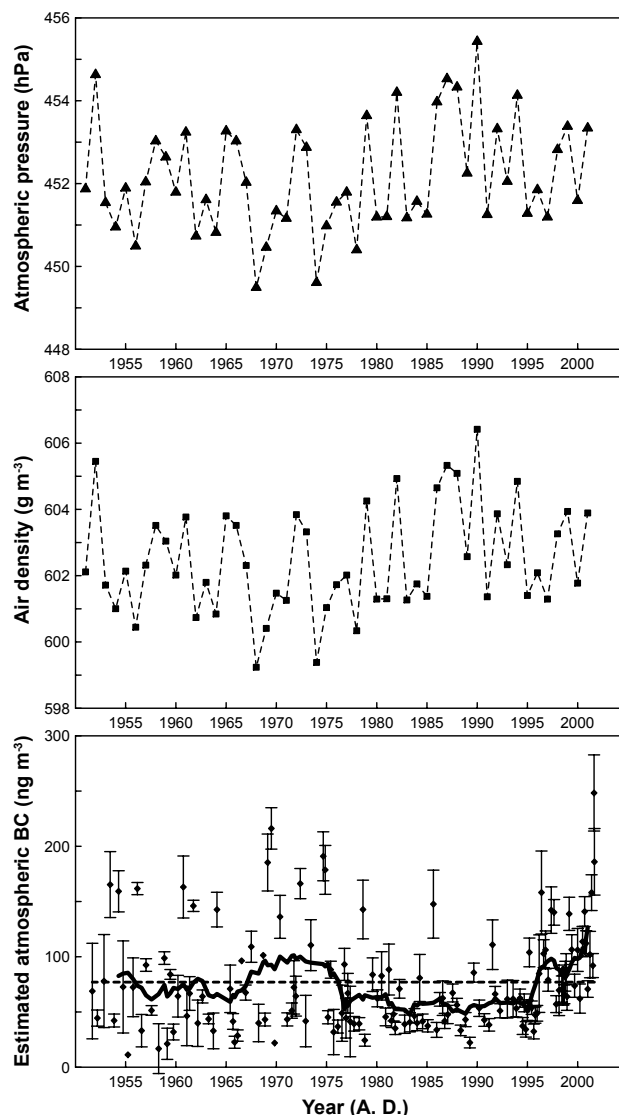 Atmospheric pressure (hPa)
456
454
452
450
448
1955 1960 1965 1970 1975 1980 1985 1990 1995 2000
Air density (g m-3)
608
606
604
602
600
598
1955 1960 1965 1970 1975 1980 1985 1990 1995 2000
Estimated atmospheric BC (ng m-3)
300
200
100
0
1955 1960 1965 1970 1975 1980 1985 1990 1995 2000
Year (A. D.)